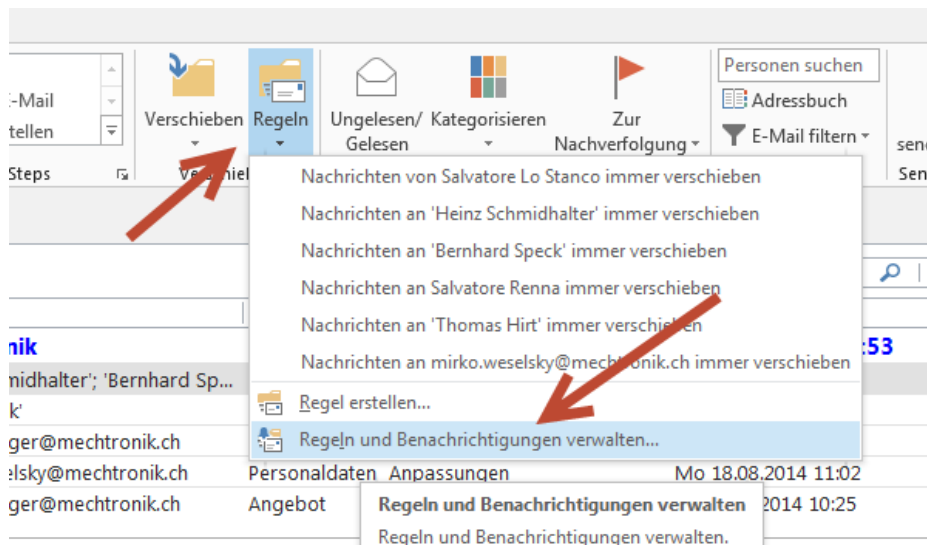 Personen suchen
E-Mail
Adressbuch
tellen
Verschieben
Regeln
Ungelesen/
Gelesen
Kategorisieren
Zur
Nachverfolgung
E-Mail filtern
Steps
Nachrichten von Salvatore Lo Stanco immer verschieben
Nachrichten an 'Heinz Schmidhalter' immer verschieben
Nachrichten an 'Bernhard Speck' immer verschieben
Nachrichten an Salvatore Renna immer verschieben
Nachrichten an 'Thomas Hirt' immer verschieben
Nachrichten an mirko.weselsky@mechtronik.ch immer verschieben
Regel erstellen...
Regeln und Benachrichtigungen verwalten...
nik
:53
midhalter'; 'Bernhard Sp...
k'
ger@mechtronik.ch
elsky@mechtronik.ch Personaldaten Anpassungen Mo 18.08.2014 11:02
ger@mechtronik.ch Angebot 2014 10:25
Regeln und Benachrichtigungen verwalten
Regeln und Benachrichtigungen verwalten.